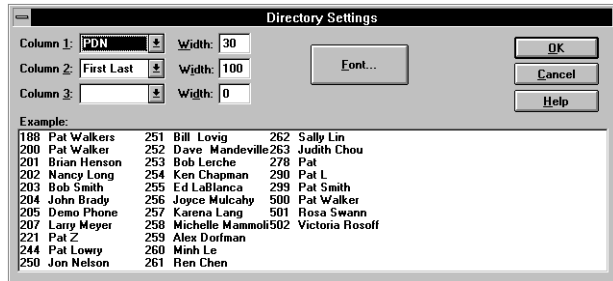 Directory Settings
Column 1: PDN Width: 30 Font... OK
Column 2: First Last Width: 100 Cancel
Column 3: Width: 0 Help
Example:
188 Pat Walkers 251 Bill Lovig 262 Sally Lin
200 Pat Walker 252 Dave Mandeville 263 Judith Chou
201 Brian Henson 253 Bob Lerche 278 Pat
202 Nancy Long 254 Ken Chapman 290 Pat L
203 Bob Smith 255 Ed LaBlanca 299 Pat Smith
204 John Brady 256 Joyce Mulcahy 500 Pat Walker
205 Demo Phone 257 Karena Lang 501 Rosa Swann
207 Larry Meyer 258 Michelle Mammoli 502 Victoria Rosoff
221 Pat Z 259 Alex Dorfman
244 Pat Lowry 260 Minh Le
250 Jon Nelson 261 Ren Chen